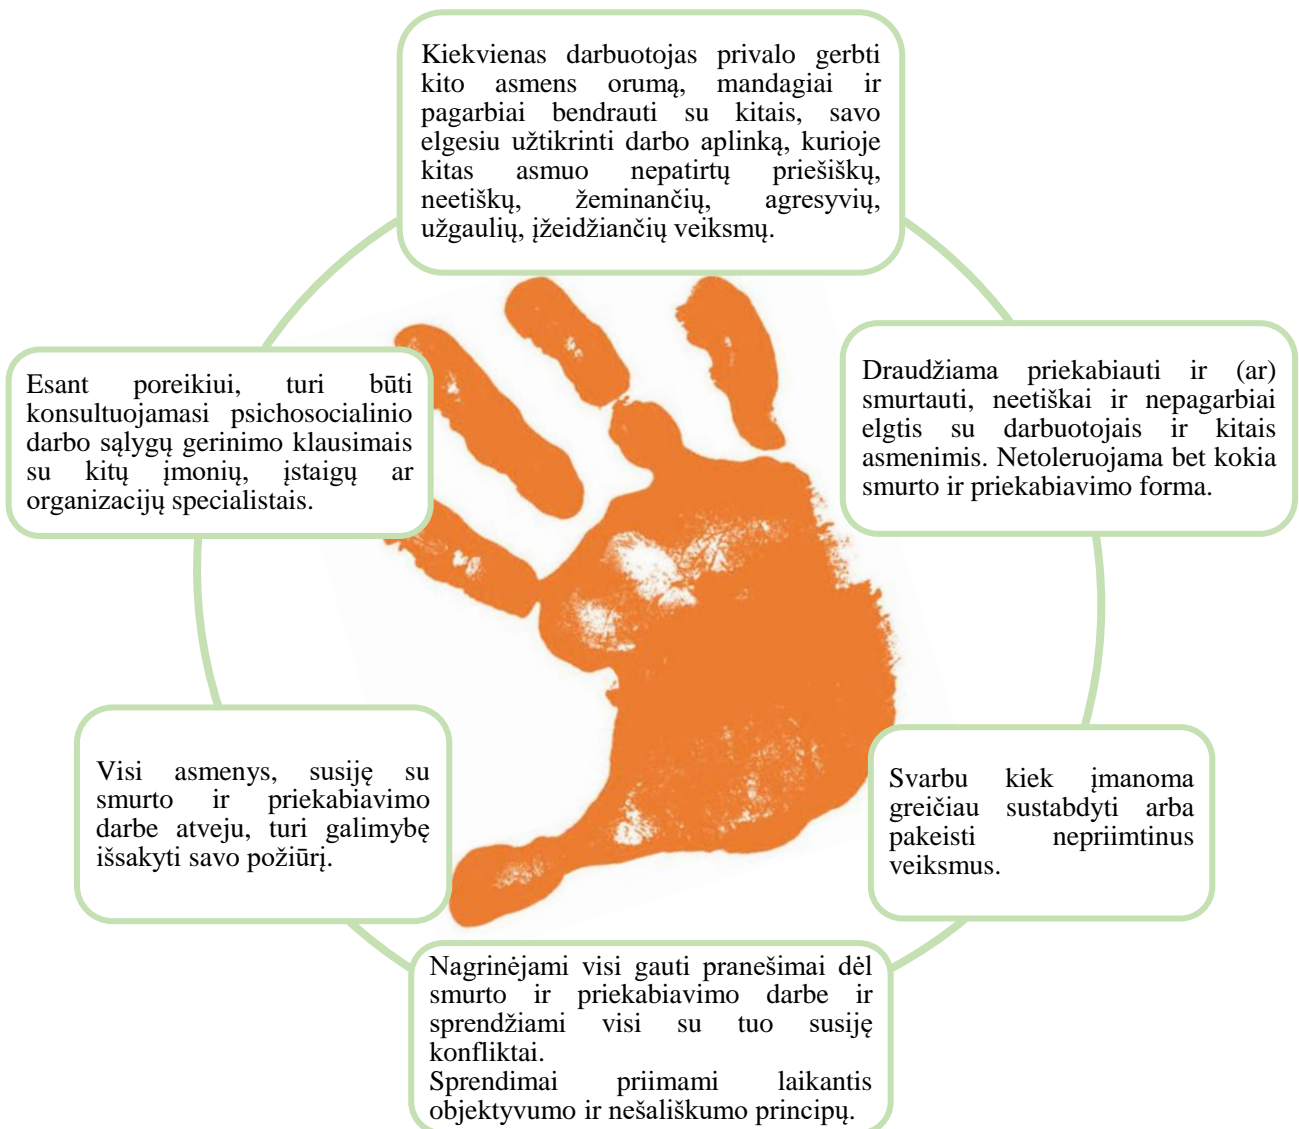 Kiekvienas darbuotojas privalo gerbti
kito asmens orumą, mandagiai ir
pagarbiai bendrauti su kitais, savo
elgesiu užtikrinti darbo aplinką, kurioje
kitas asmuo nepatirtų priešiškų,
neetiškų, žeminančių, agresyvių,
užgaulių, įžeidžiančių veiksmų.
Draudžiama priekabiauti ir (ar)
smurtauti, neetiškai ir nepagarbiai
elgtis su darbuotojais ir kitais
asmenimis. Netoleruojama bet kokia
smurto ir priekabiavimo forma.
Svarbu kiek įmanoma
greičiau sustabdyti arba
pakeisti nepriimtinus
veiksmus.
Nagrinėjami visi gauti pranešimai dėl
smurto ir priekabiavimo darbe ir
sprendžiami visi su tuo susiję
konfliktai.
Sprendimai priimami laikantis
objektyvumo ir nešališkumo principų.
Visi asmenys, susiję su
smurto ir priekabiavimo
darbe atveju, turi galimybę
išsakyti savo požiūrį.
Esant poreikiui, turi būti
konsultuojamasi psichosocialinio
darbo sąlygų gerinimo klausimais
su kitų įmonių, įstaigų ar
organizacijų specialistais.